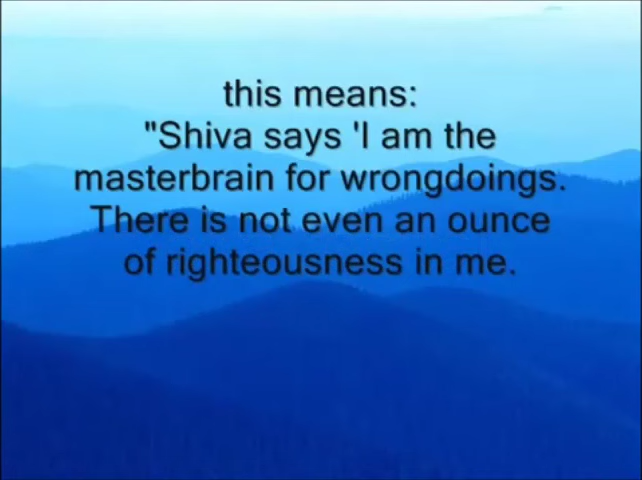 this means:
"Shiva says 'I am the
masterbrain for wrongdoings.
There is not even an ounce
of righteousness in me.